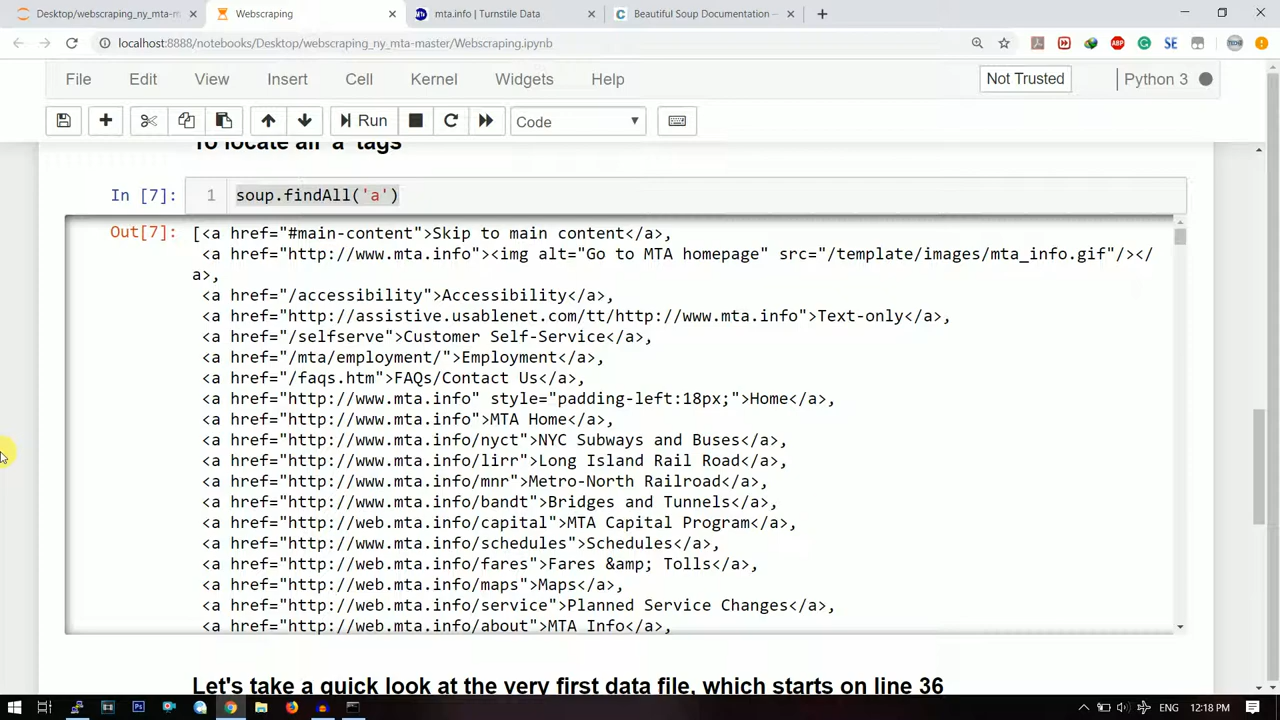 Desktop/webscraping_ny_mta-m
Webscraping
mta.info | Turnstile Data
Beautiful Soup Documentation —
localhost:8888/notebooks/Desktop/webscraping_ny_mta-master/Webscraping.ipynb
File Edit View Insert Cell Kernel Widgets Help Not Trusted Python 3
Run Code
To locate all 'a' tags
In [7]: 1 soup.findAll('a')
Out[7]: [<a href="#main-content">Skip to main content</a>,
<a href="http://www.mta.info"><img alt="Go to MTA homepage" src="/template/images/mta_info.gif"/></
a>,
<a href="/accessibility">Accessibility</a>,
<a href="http://assistive.usablenet.com/tt/http://www.mta.info">Text-only</a>,
<a href="/selfserve">Customer Self-Service</a>,
<a href="/mta/employment/">Employment</a>,
<a href="/faqs.htm">FAQs/Contact Us</a>,
<a href="http://www.mta.info" style="padding-left:18px;">Home</a>,
<a href="http://www.mta.info">MTA Home</a>,
<a href="http://www.mta.info/nyct">NYC Subways and Buses</a>,
<a href="http://www.mta.info/lirr">Long Island Rail Road</a>,
<a href="http://www.mta.info/mnr">Metro-North Railroad</a>,
<a href="http://www.mta.info/bandt">Bridges and Tunnels</a>,
<a href="http://web.mta.info/capital">MTA Capital Program</a>,
<a href="http://www.mta.info/schedules">Schedules</a>,
<a href="http://web.mta.info/fares">Fares &amp; Tolls</a>,
<a href="http://web.mta.info/maps">Maps</a>,
<a href="http://web.mta.info/service">Planned Service Changes</a>,
<a href="http://web.mta.info/about">MTA Info</a>,
Let's take a quick look at the very first data file, which starts on line 36
ENG 12:18 PM